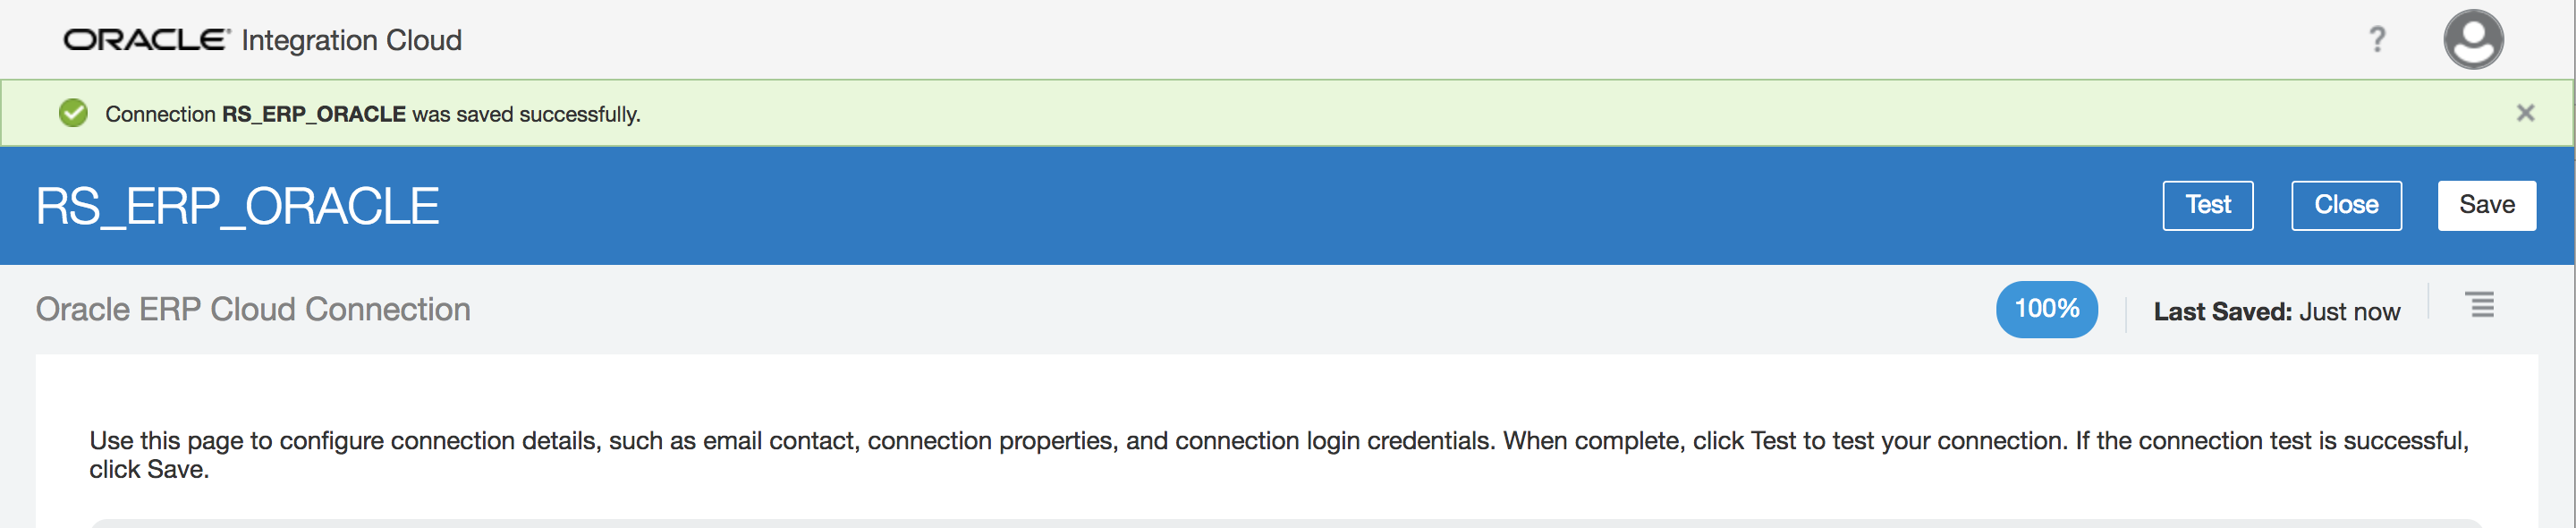 ORACLE® Integration Cloud
?
Connection RS_ERP_ORACLE was saved successfully.
RS_ERP_ORACLE
Test
Close
Save
Oracle ERP Cloud Connection
100%
Last Saved: Just now
Use this page to configure connection details, such as email contact, connection properties, and connection login credentials. When complete, click Test to test your connection. If the connection test is successful,
click Save.